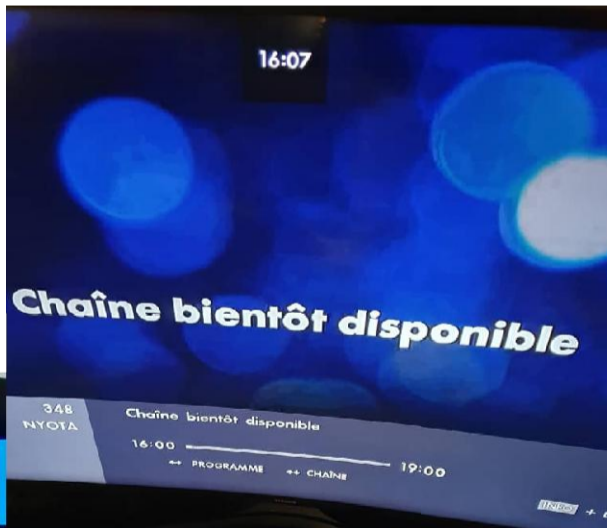 16:07
Chaîne bientôt disponible
348
NYOTA
Chaîne bientôt disponible
16:00
19:00
↔ PROGRAMME ↔ CHAÎNE
INFO +